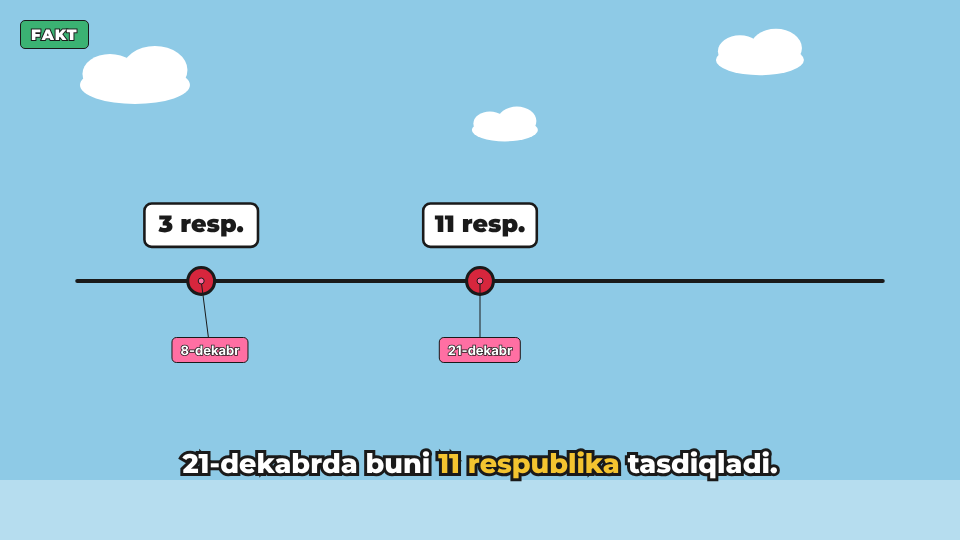 FAKT
3 resp.
11 resp.
8-dekabr
21-dekabr
21-dekabrda buni 11 respublika tasdiqladi.